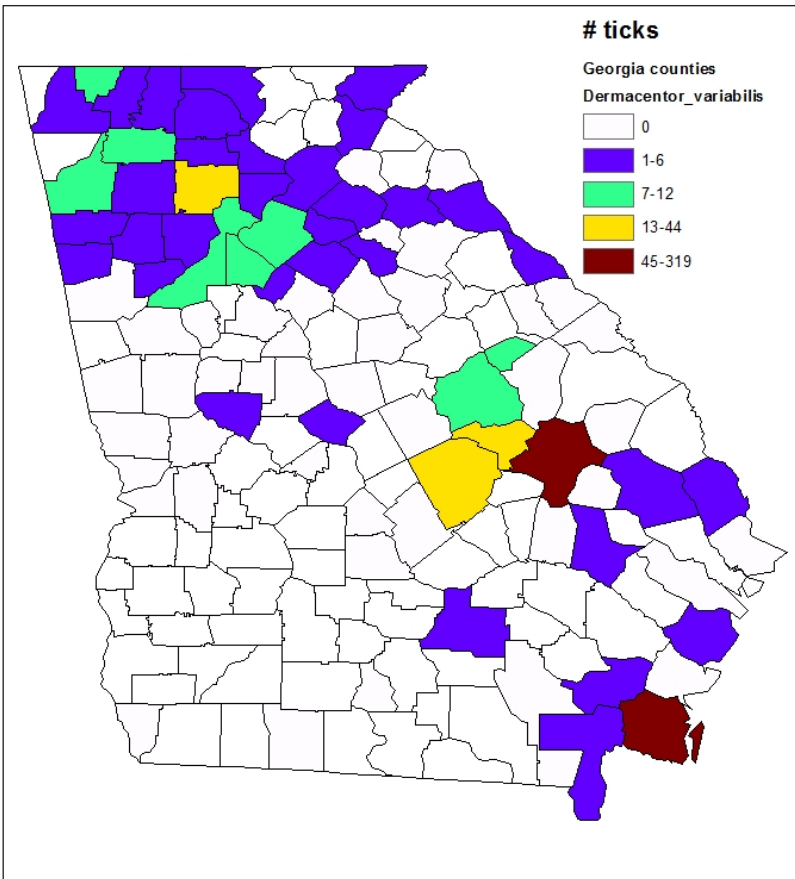 # ticks
Georgia counties
Dermacentor_variabilis
0
1-6
7-12
13-44
45-319